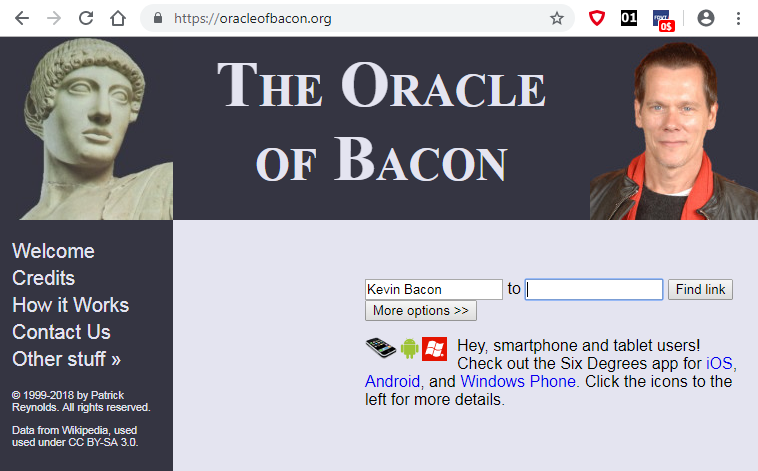 https://oracleofbacon.org
01
0$
THE ORACLE
OF BACON
Welcome
Credits
How it Works
Contact Us
Other stuff »
© 1999-2018 by Patrick
Reynolds. All rights reserved.
Data from Wikipedia, used
used under CC BY-SA 3.0.
Kevin Bacon to Find link
More options >>
Hey, smartphone and tablet users!
Check out the Six Degrees app for iOS,
Android, and Windows Phone. Click the icons to the
left for more details.